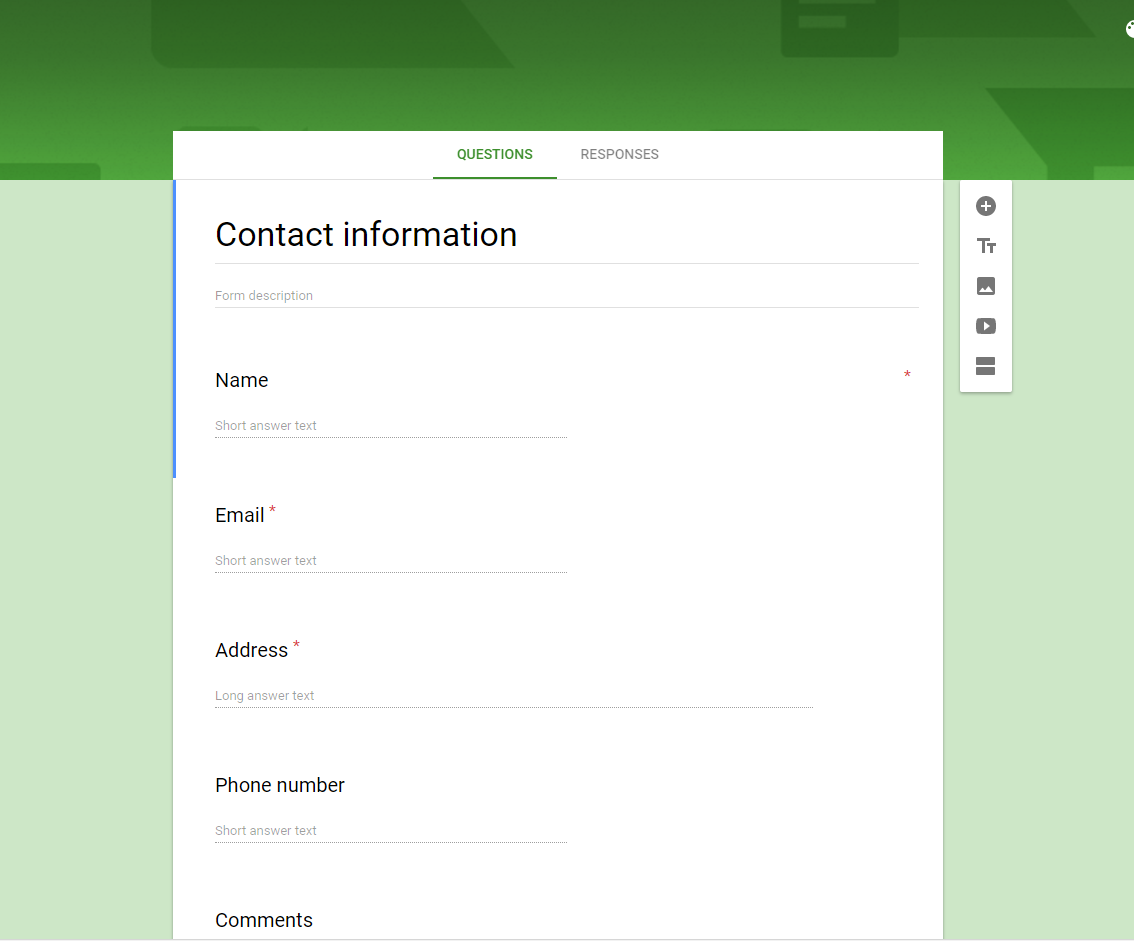 QUESTIONS RESPONSES
Contact information
Form description
Name *
Short answer text
Email *
Short answer text
Address *
Long answer text
Phone number
Short answer text
Comments